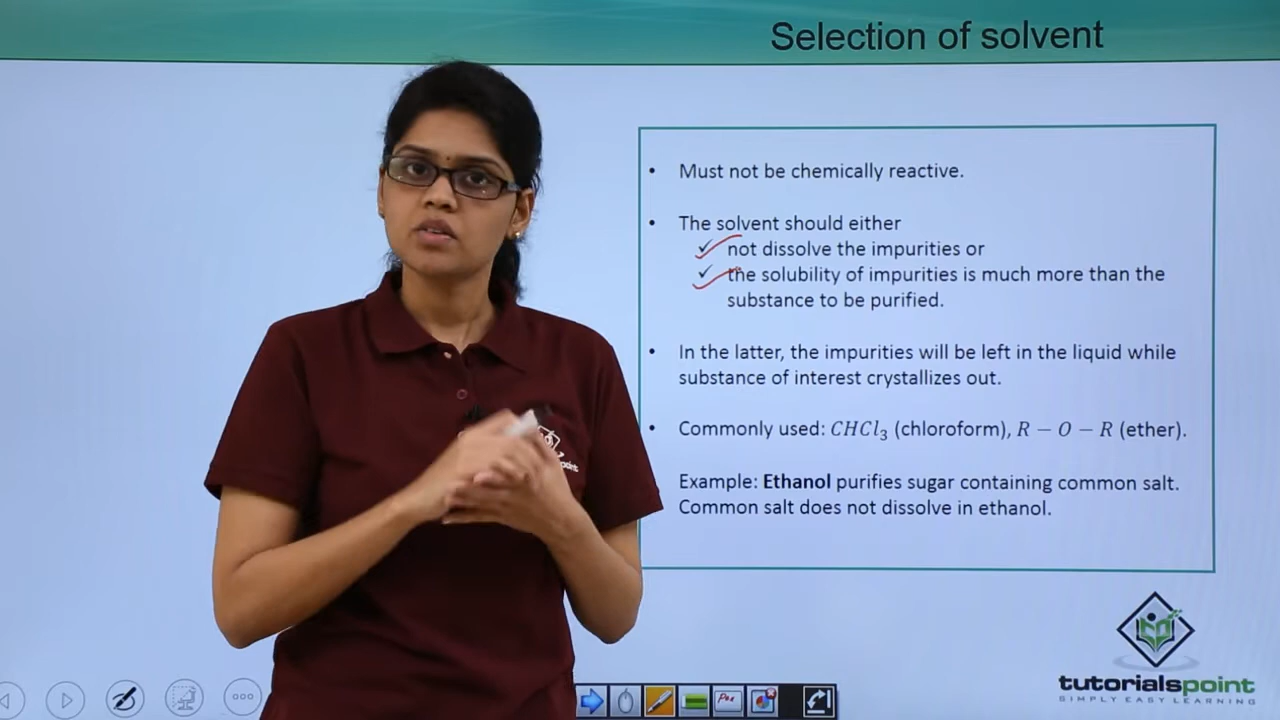 Selection of solvent
• Must not be chemically reactive.
• The solvent should either
✓ not dissolve the impurities or
✓ the solubility of impurities is much more than the
substance to be purified.
• In the latter, the impurities will be left in the liquid while
substance of interest crystallizes out.
• Commonly used: CHCl₃ (chloroform), R − O − R (ether).
Example: Ethanol purifies sugar containing common salt.
Common salt does not dissolve in ethanol.
tutorialspoint
SIMPLY EASY LEARNING